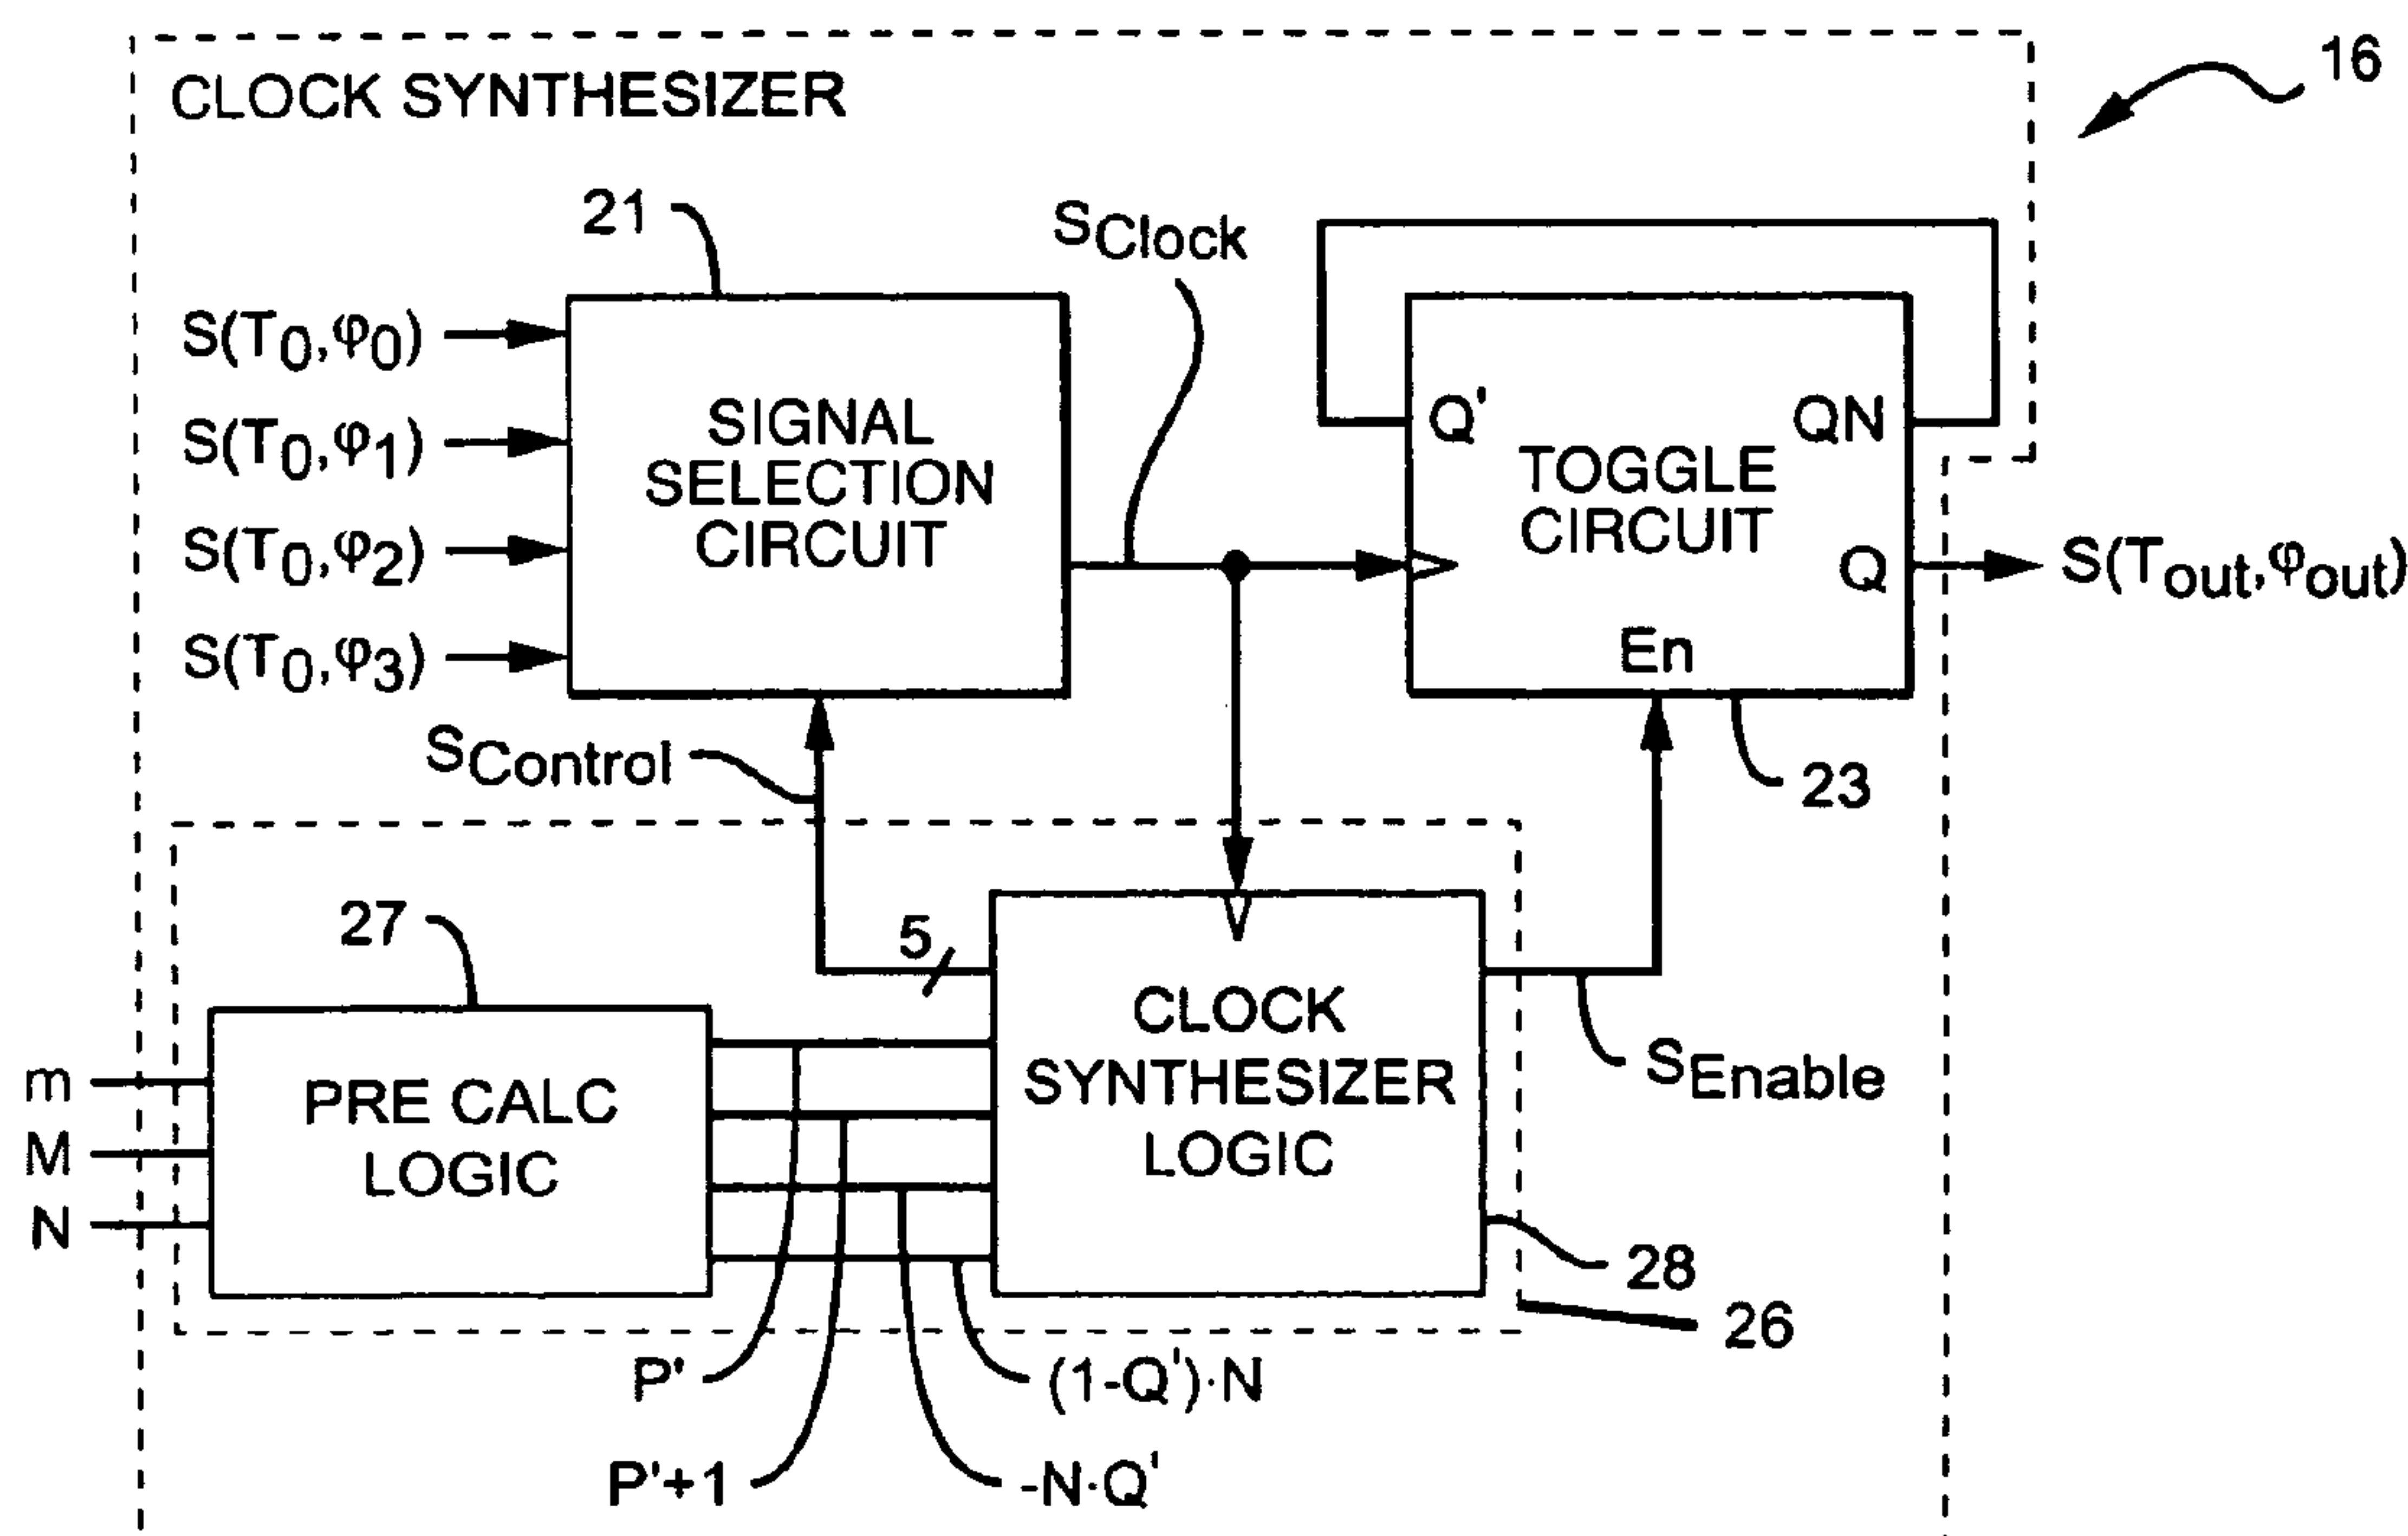 CLOCK SYNTHESIZER
16
21
SClock
S(T0,φ0)
S(T0,φ1)
S(T0,φ2)
S(T0,φ3)
SIGNAL
SELECTION
CIRCUIT
Q'
QN
TOGGLE
CIRCUIT
Q
En
S(Tout,φout)
SControl
23
27
5
m
M
N
PRE CALC
LOGIC
CLOCK
SYNTHESIZER
LOGIC
SEnable
28
26
P'
(1-Q')·N
P'+1
-N·Q'